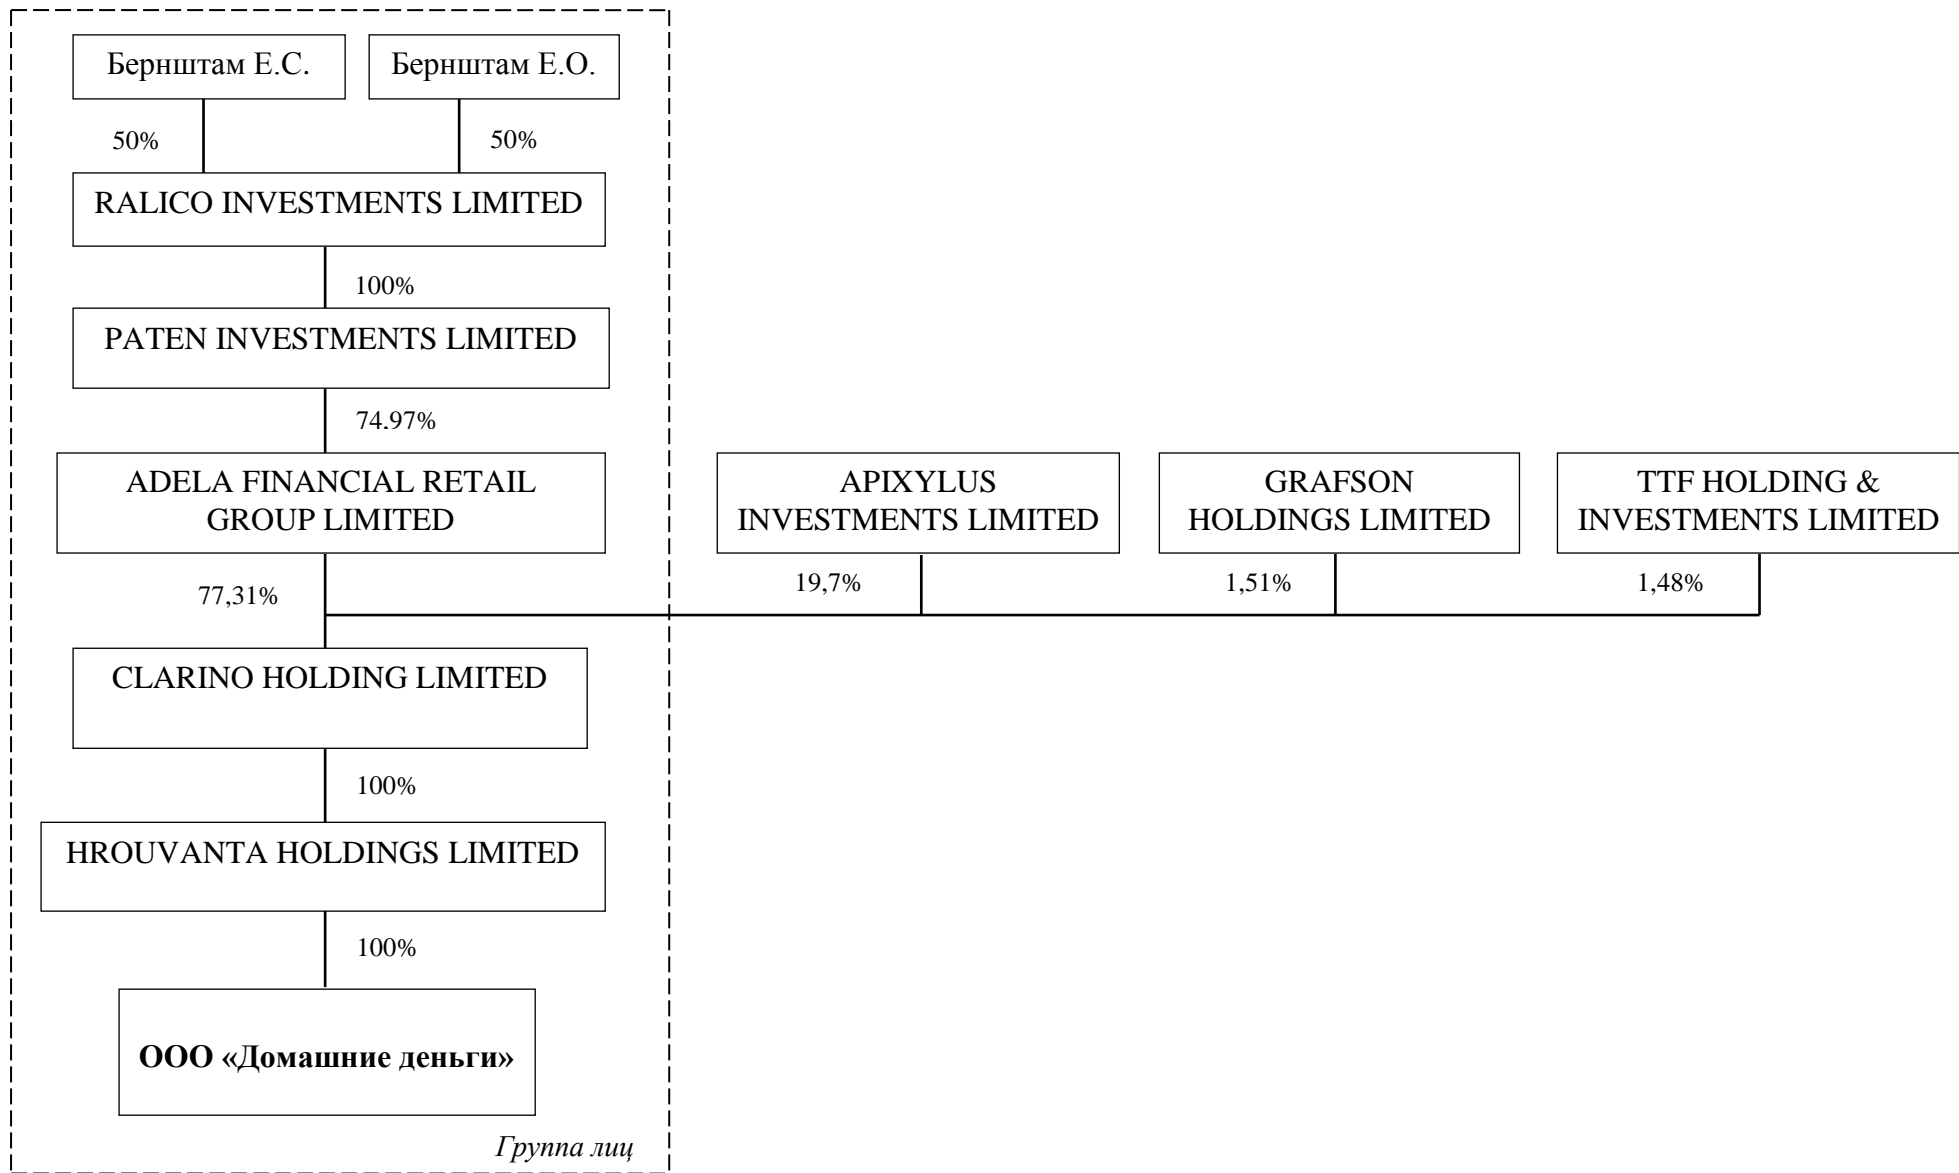 Бернштам Е.С.
Бернштам Е.О.
50%
50%
RALICO INVESTMENTS LIMITED
100%
PATEN INVESTMENTS LIMITED
74.97%
ADELA FINANCIAL RETAIL
GROUP LIMITED
APIXYLUS
INVESTMENTS LIMITED
GRAFSON
HOLDINGS LIMITED
TTF HOLDING &
INVESTMENTS LIMITED
77,31%
19,7%
1,51%
1,48%
CLARINO HOLDING LIMITED
100%
HROUVANTA HOLDINGS LIMITED
100%
ООО «Домашние деньги»
Группа лиц